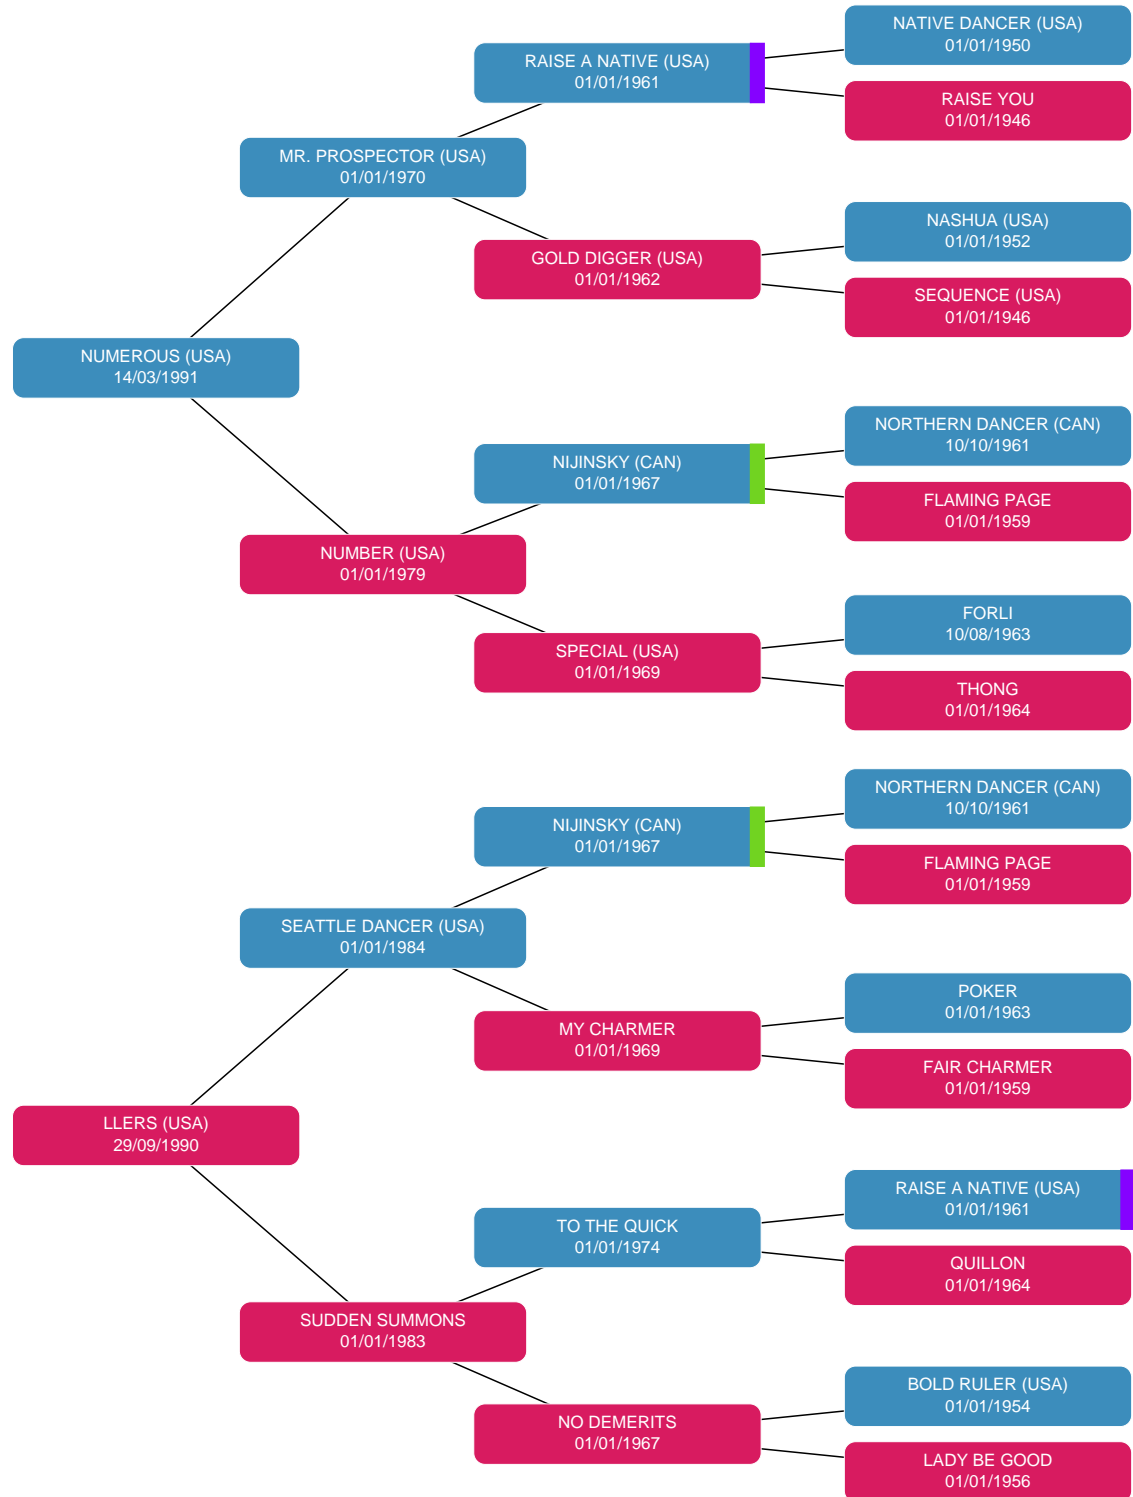 NATIVE DANCER (USA)
01/01/1950
RAISE A NATIVE (USA)
01/01/1961
RAISE YOU
01/01/1946
MR. PROSPECTOR (USA)
01/01/1970
NASHUA (USA)
01/01/1952
GOLD DIGGER (USA)
01/01/1962
SEQUENCE (USA)
01/01/1946
NUMEROUS (USA)
14/03/1991
NORTHERN DANCER (CAN)
10/10/1961
NIJINSKY (CAN)
01/01/1967
FLAMING PAGE
01/01/1959
NUMBER (USA)
01/01/1979
FORLI
10/08/1963
SPECIAL (USA)
01/01/1969
THONG
01/01/1964
NORTHERN DANCER (CAN)
10/10/1961
NIJINSKY (CAN)
01/01/1967
FLAMING PAGE
01/01/1959
SEATTLE DANCER (USA)
01/01/1984
POKER
01/01/1963
MY CHARMER
01/01/1969
FAIR CHARMER
01/01/1959
LLERS (USA)
29/09/1990
RAISE A NATIVE (USA)
01/01/1961
TO THE QUICK
01/01/1974
QUILLON
01/01/1964
SUDDEN SUMMONS
01/01/1983
BOLD RULER (USA)
01/01/1954
NO DEMERITS
01/01/1967
LADY BE GOOD
01/01/1956